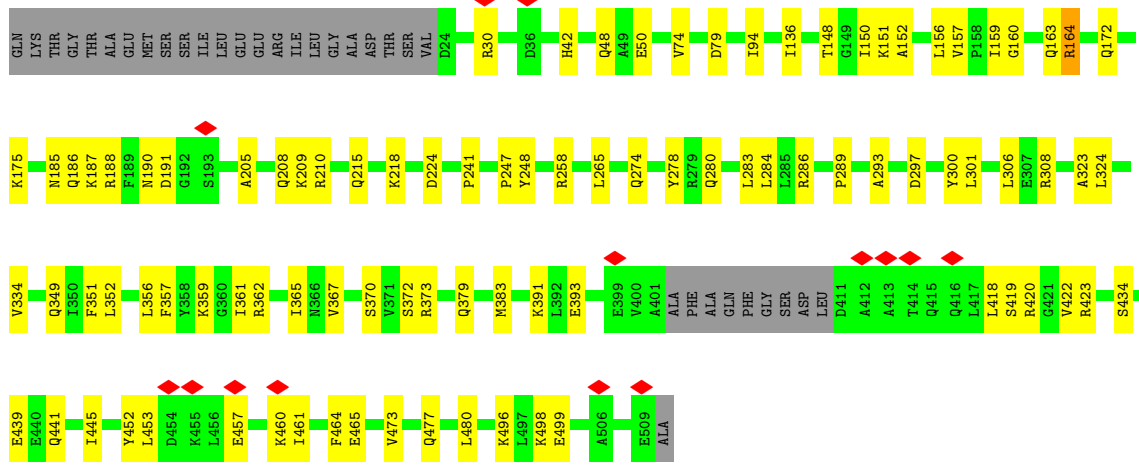 GLN LYS THR GLY THR ALA GLU MET SER SER ILE LEU GLU GLU ARG ILE LEU GLY ALA ASP THR SER VAL D24 R30 D36 H42 Q48 A49 E50 V74 D79 I94 I136 T148 G149 I150 K151 A152 L156 V157 P158 I159 G160 Q163 R164 Q172
K175 N185 Q186 K187 R188 F189 N190 D191 G192 S193 A205 Q208 K209 R210 Q215 K218 D224 P241 P247 Y248 R258 L265 Q274 Y278 R279 Q280 L283 L284 L285 R286 P289 A293 D297 Y300 L301 L306 E307 R308 A323 L324
V334 Q349 I350 F351 L352 L356 F357 Y358 K359 G360 I361 R362 I365 N366 V367 S370 V371 S372 R373 Q379 M383 K391 L392 E393 E399 V400 A401 ALA PHE ALA GLN PHE GLY SER ASP LEU D411 A412 A413 T414 Q415 Q416 L417 L418 S419 R420 G421 V422 R423 S434
E439 E440 Q441 I445 Y452 L453 D454 K455 L456 E457 K460 I461 F464 E465 V473 Q477 L480 K496 L497 K498 E499 A506 E509 ALA